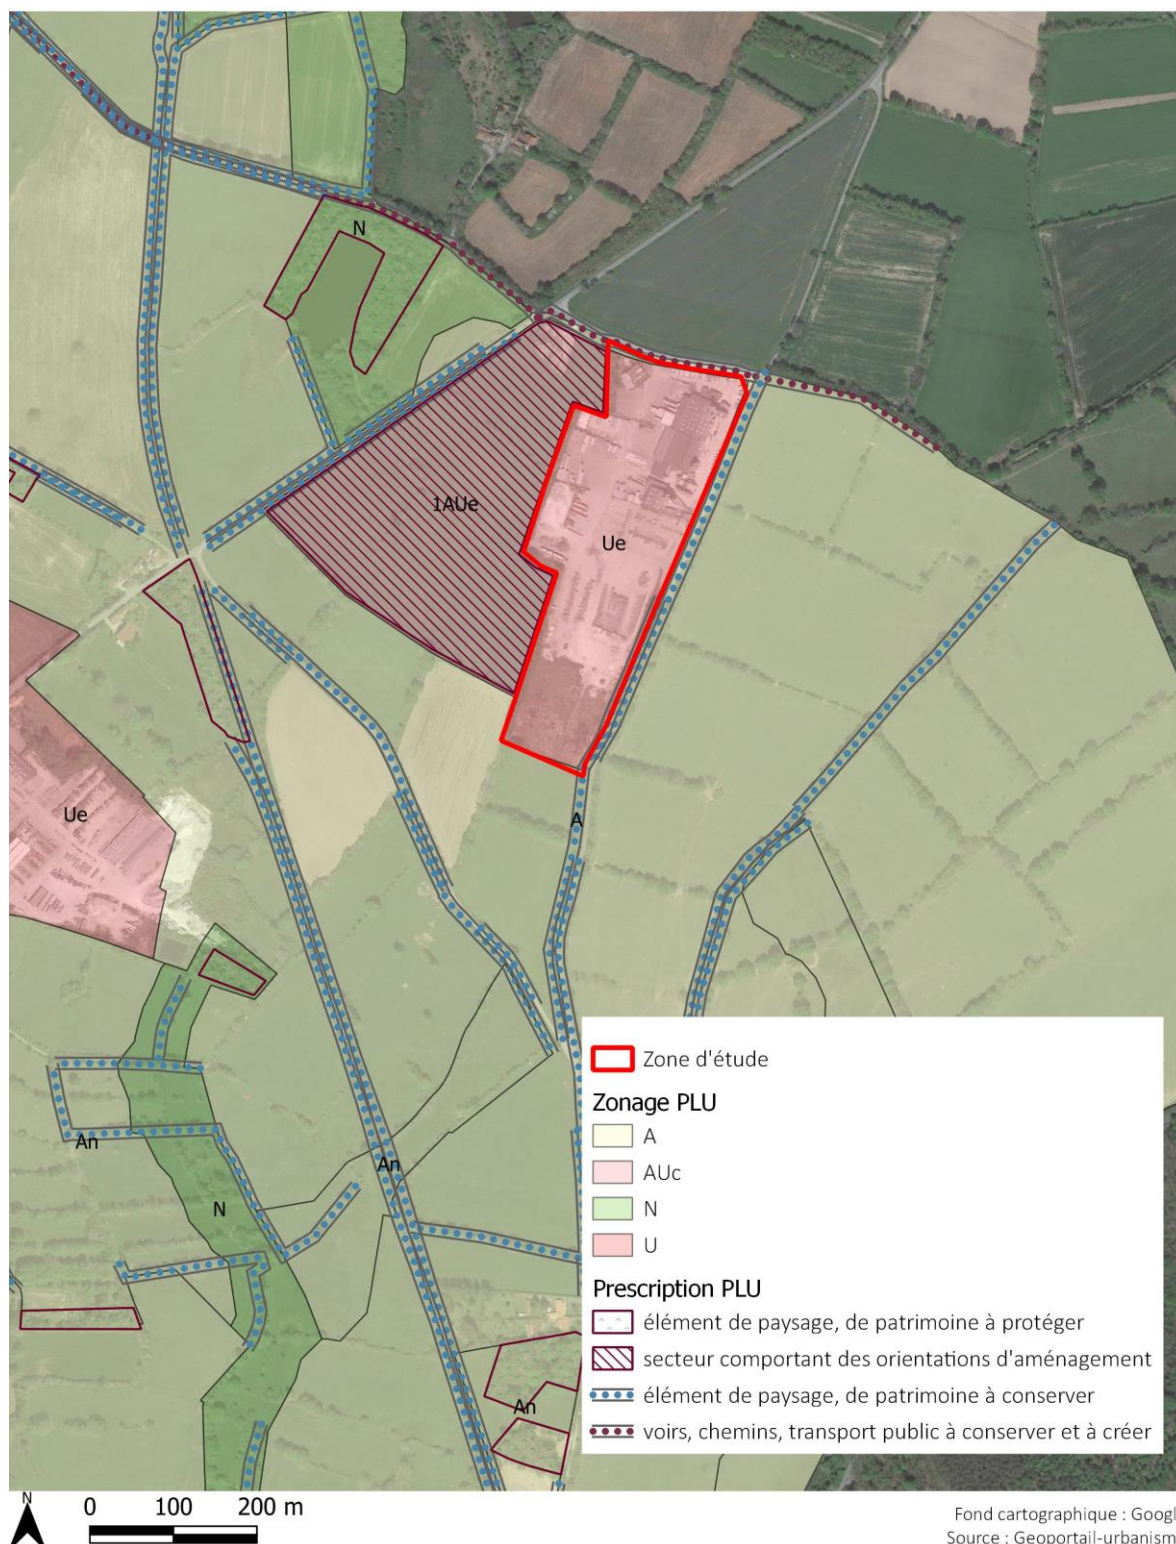 N
1AUe
Ue
A
Ue
An
An
N
An
Zone d'étude
Zonage PLU
A
AUc
N
U
Prescription PLU
élément de paysage, de patrimoine à protéger
secteur comportant des orientations d'aménagement
élément de paysage, de patrimoine à conserver
voirs, chemins, transport public à conserver et à créer
N
0 100 200 m
Fond cartographique : Googl
Source : Geoportail-urbanism